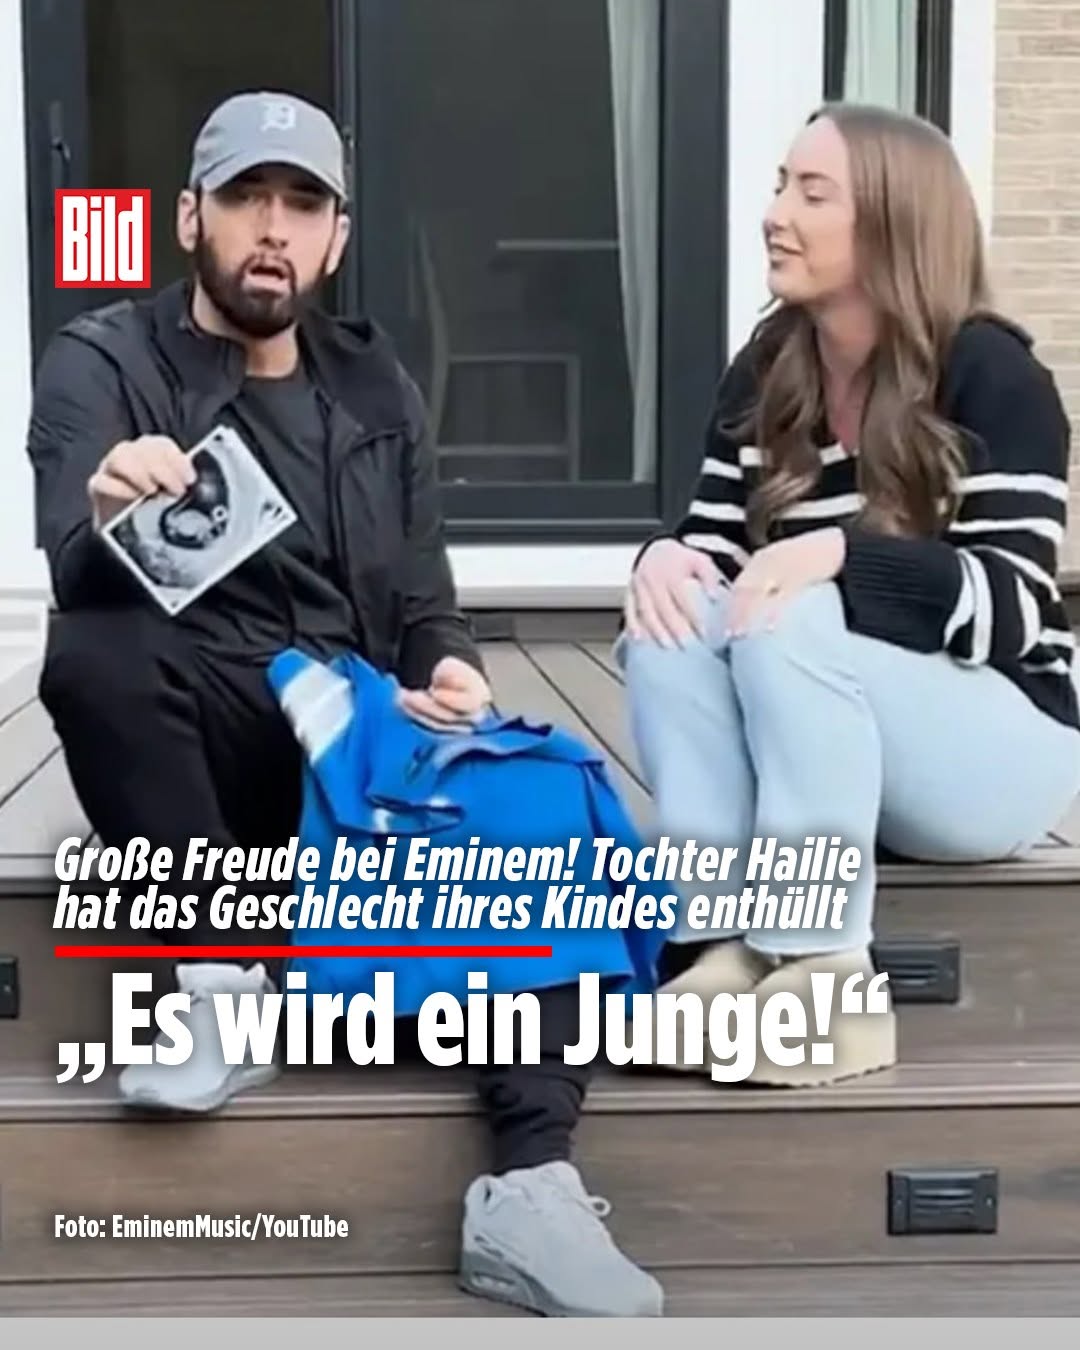 Bild
Große Freude bei Eminem! Tochter Hailie
hat das Geschlecht ihres Kindes enthüllt
„Es wird ein Junge!“
Foto: EminemMusic/YouTube